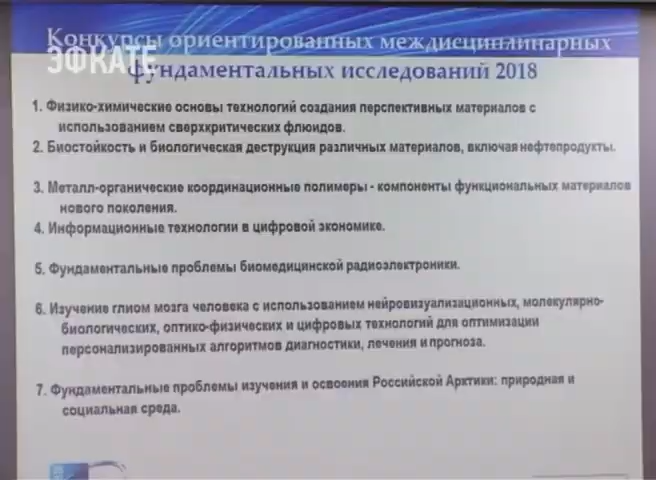 Конкурсы ориентированных междисциплинарных
ЭФКАТЕ
фундаментальных исследований 2018
1. Физико-химические основы технологий создания перспективных материалов с
использованием сверхкритических флюидов.
2. Биостойкость и биологическая деструкция различных материалов, включая нефтепродукты.
3. Металл-органические координационные полимеры - компоненты функциональных материалов
нового поколения.
4. Информационные технологии в цифровой экономике.
5. Фундаментальные проблемы биомедицинской радиоэлектроники.
6. Изучение глиом мозга человека с использованием нейровизуализационных, молекулярно-
биологических, оптико-физических и цифровых технологий для оптимизации
персонализированных алгоритмов диагностики, лечения и прогноза.
7. Фундаментальные проблемы изучения и освоения Российской Арктики: природная и
социальная среда.